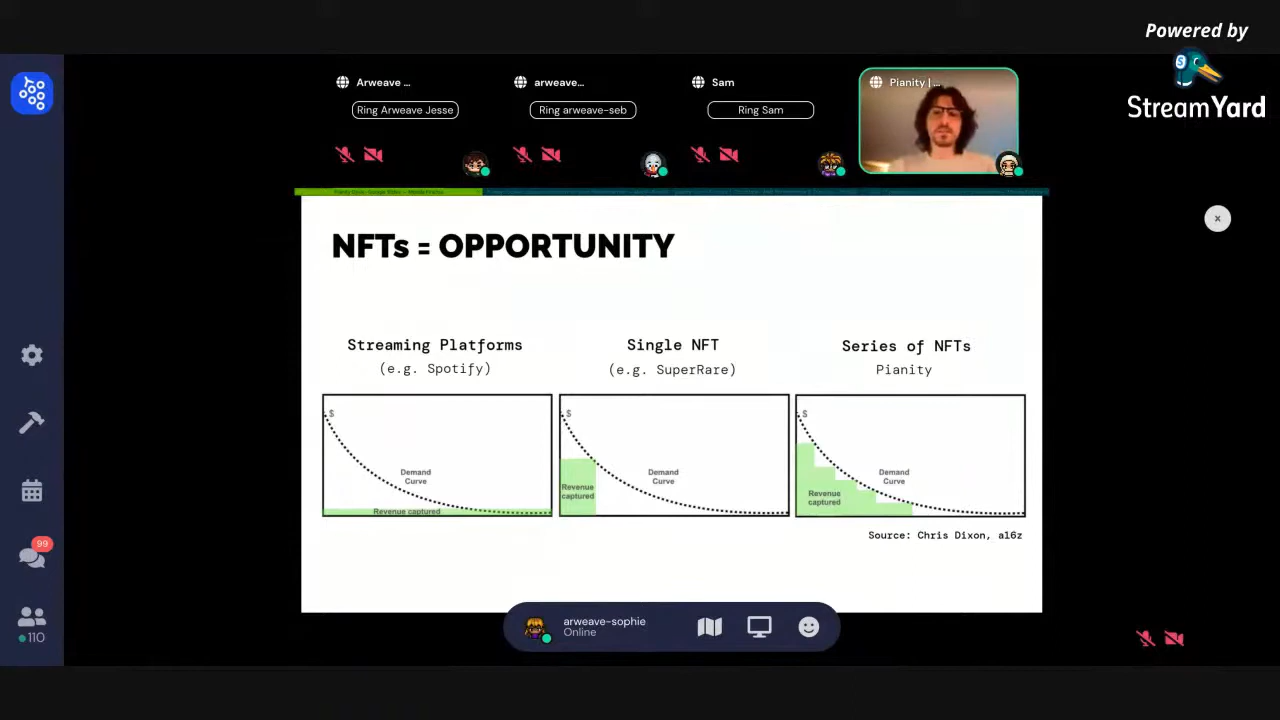 Powered by
StreamYard
Arweave ...
arweave...
Sam
Pianity | ...
Ring Arweave Jesse
Ring arweave-seb
Ring Sam
NFTs = OPPORTUNITY
Streaming Platforms
(e.g. Spotify)
Single NFT
(e.g. SuperRare)
Series of NFTs
Pianity
$
Demand
Curve
Revenue captured
$
Demand
Curve
Revenue
captured
$
Demand
Curve
Revenue
captured
Source: Chris Dixon, a16z
99
110
arweave-sophie
Online